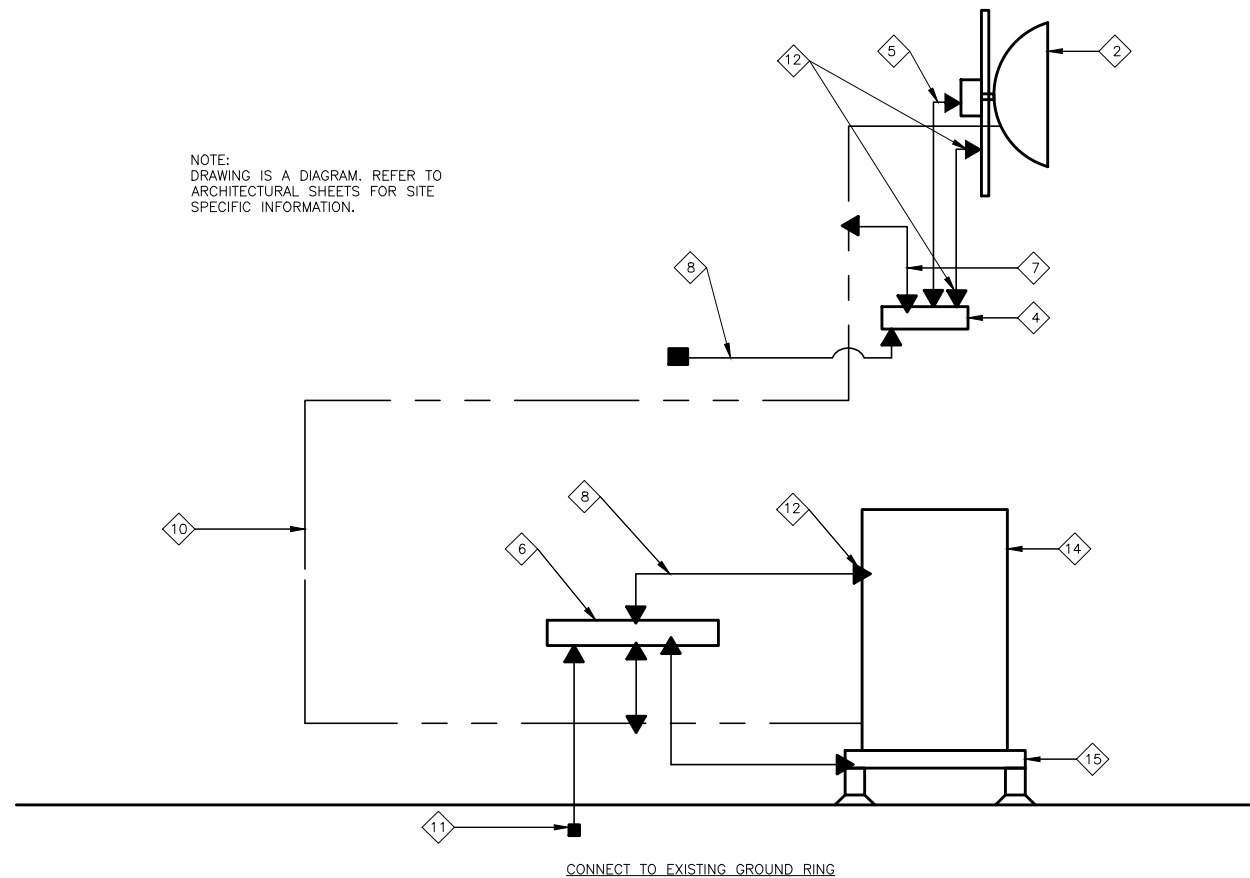 5
12
2
NOTE:
DRAWING IS A DIAGRAM. REFER TO
ARCHITECTURAL SHEETS FOR SITE
SPECIFIC INFORMATION.
8
7
4
8
12
10
6
14
15
11
CONNECT TO EXISTING GROUND RING